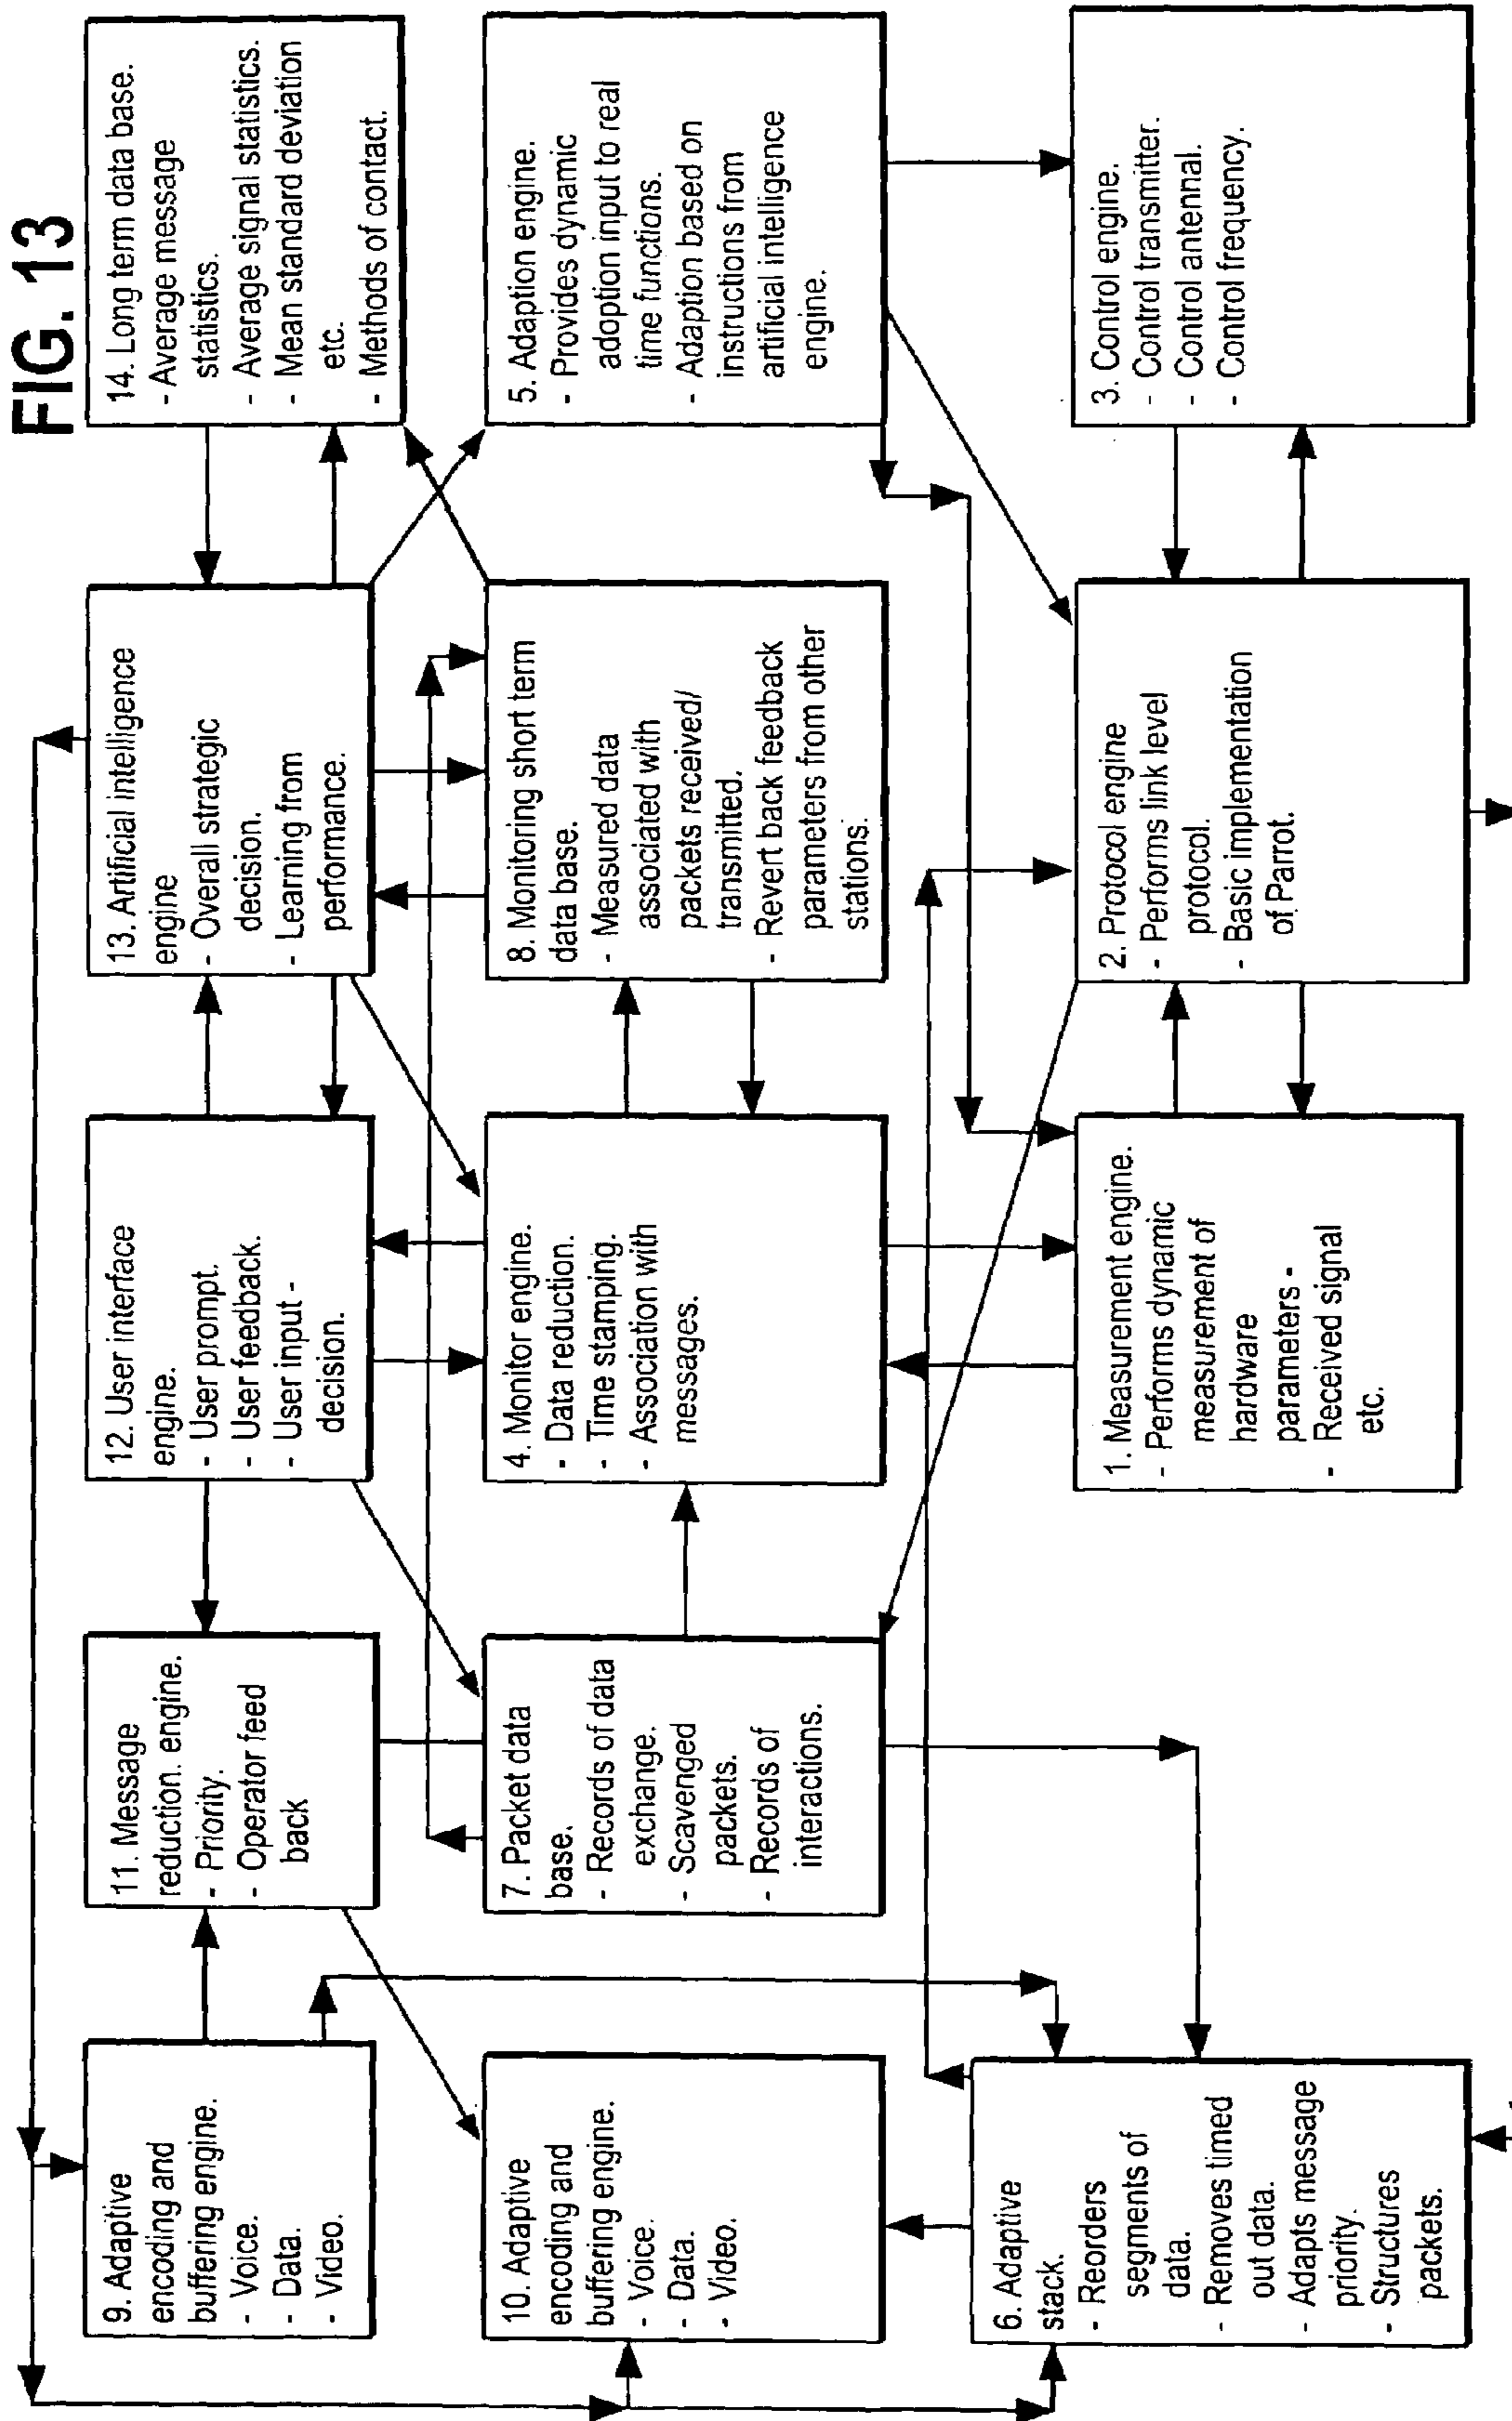 FIG. 13
9. Adaptive
encoding and
buffering engine.
- Voice.
- Data.
- Video.
11. Message
reduction. engine.
- Priority.
- Operator feed
back
12. User interface
engine.
- User prompt.
- User feedback.
- User input -
decision.
13. Artificial intelligence
engine
- Overall strategic
decision.
- Learning from
performance.
14. Long term data base.
- Average message
statistics.
- Average signal statistics.
- Mean standard deviation
etc.
- Methods of contact.
10. Adaptive
encoding and
buffering engine.
- Voice.
- Data.
- Video.
7. Packet data
base.
- Records of data
exchange.
- Scavenged
packets.
- Records of
interactions.
4. Monitor engine.
- Data reduction.
- Time stamping.
- Association with
messages.
8. Monitoring short term
data base.
- Measured data
associated with
packets received/
transmitted.
- Revert back feedback
parameters from other
stations.
5. Adaption engine.
- Provides dynamic
adoption input to real
time functions.
- Adaption based on
instructions from
artificial intelligence
engine.
6. Adaptive
stack.
- Reorders
segments of
data.
- Removes timed
out data.
- Adapts message
priority.
- Structures
packets.
1. Measurement engine.
- Performs dynamic
measurement of
hardware
parameters -
- Received signal
etc.
2. Protocol engine
- Performs link level
protocol.
- Basic implementation
of Parrot.
3. Control engine.
- Control transmitter.
- Control antennal.
- Control frequency.